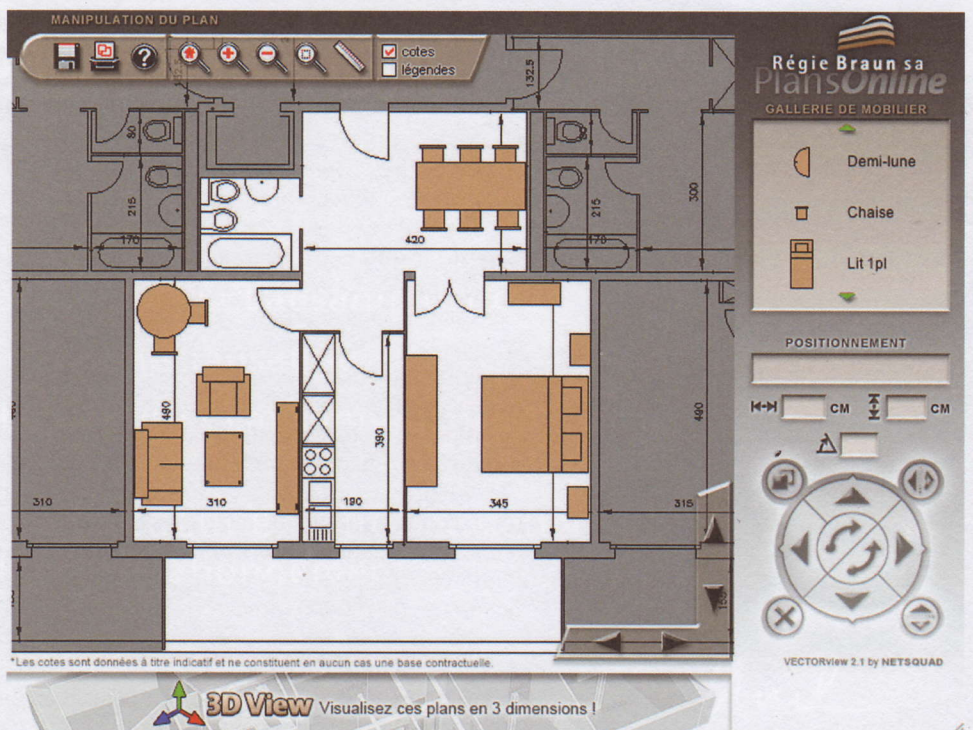 MANIPULATION DU PLAN
cotes
légendes
Régie Braun sa
PlansOnline
GALLERIE DE MOBILIER
Demi-lune
Chaise
Lit 1pl
POSITIONNEMENT
CM
CM
132.5
80
80
215
170
420
215
170
300
490
390
490
310
310
190
345
315
*Les cotes sont données à titre indicatif et ne constituent en aucun cas une base contractuelle.
VECTORview 2.1 by NETSQUAD
3D View Visualisez ces plans en 3 dimensions !